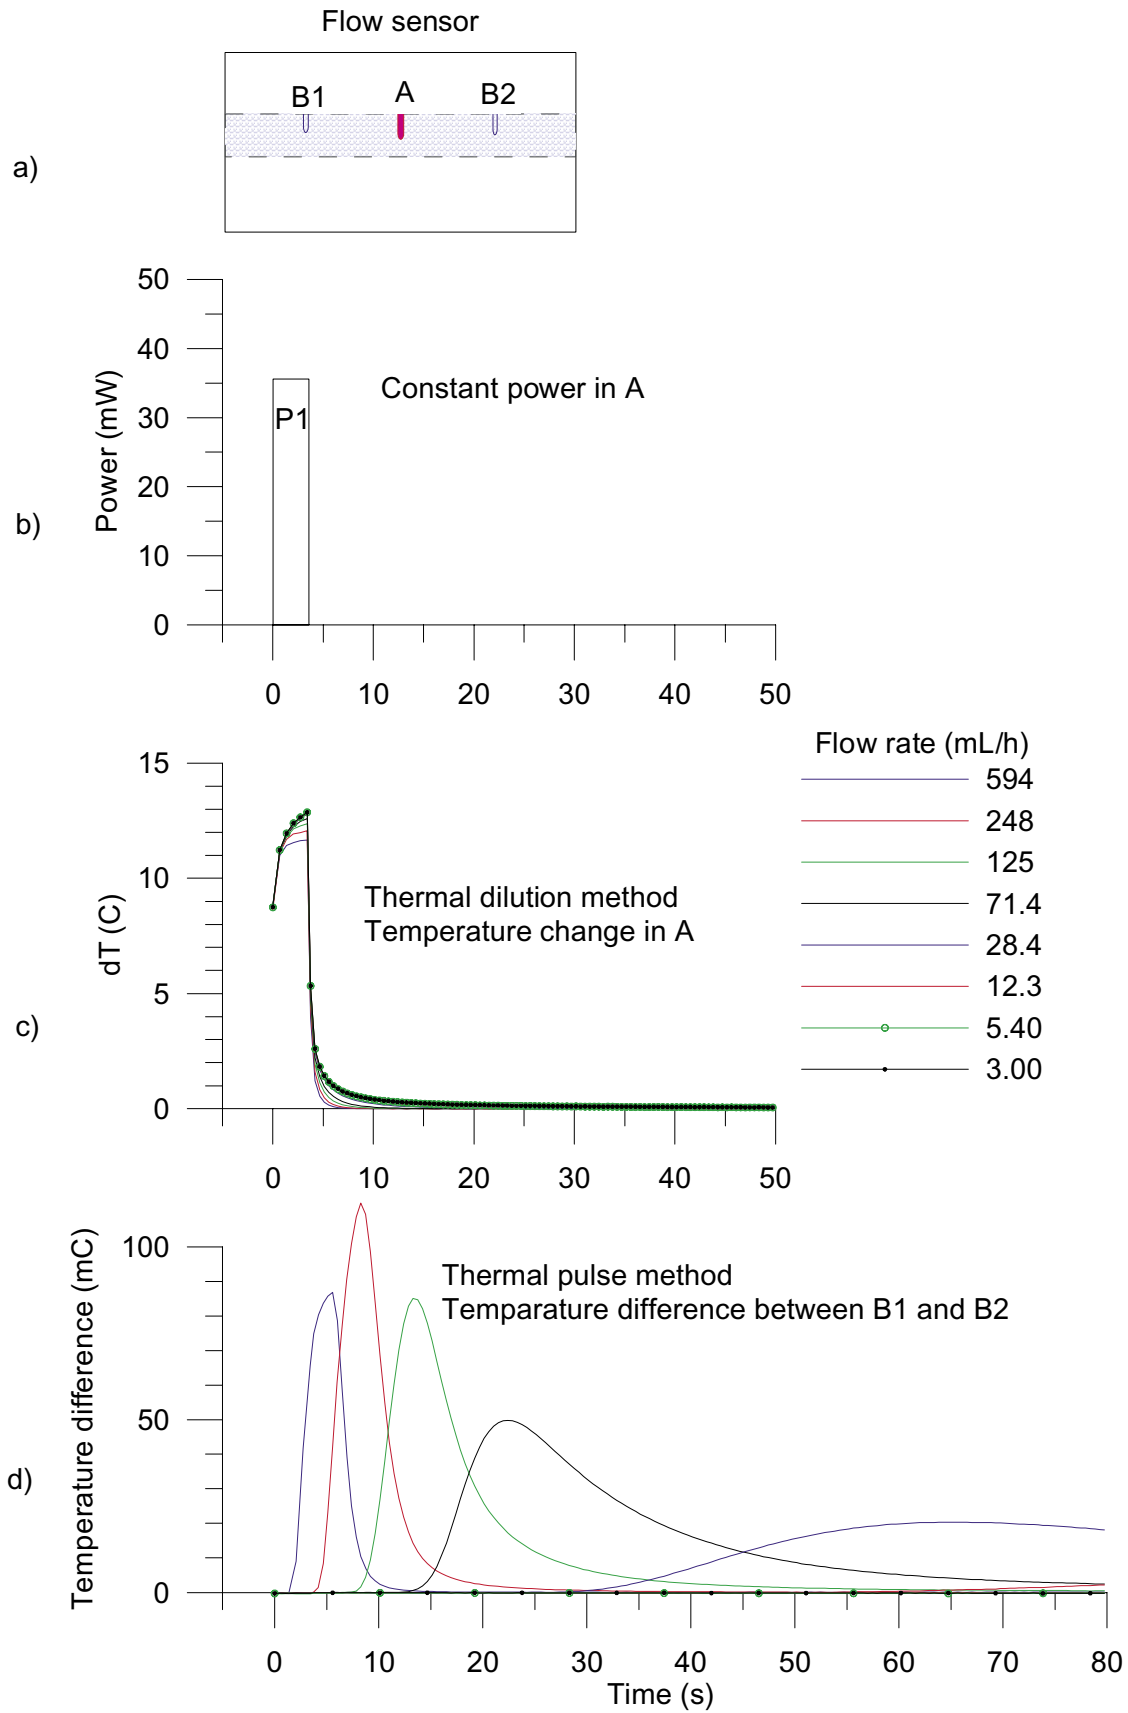 Flow sensor
B1
A
B2
a)
50
40
30
20
10
0
Power (mW)
P1
Constant power in A
b)
0
10
20
30
40
50
Flow rate (mL/h)
594
248
125
71.4
28.4
12.3
5.40
3.00
15
10
5
0
dT (C)
Thermal dilution method
Temperature change in A
c)
0
10
20
30
40
50
100
50
0
Temperature difference (mC)
Thermal pulse method
Temparature difference between B1 and B2
d)
0
10
20
30
40
50
60
70
80
Time (s)